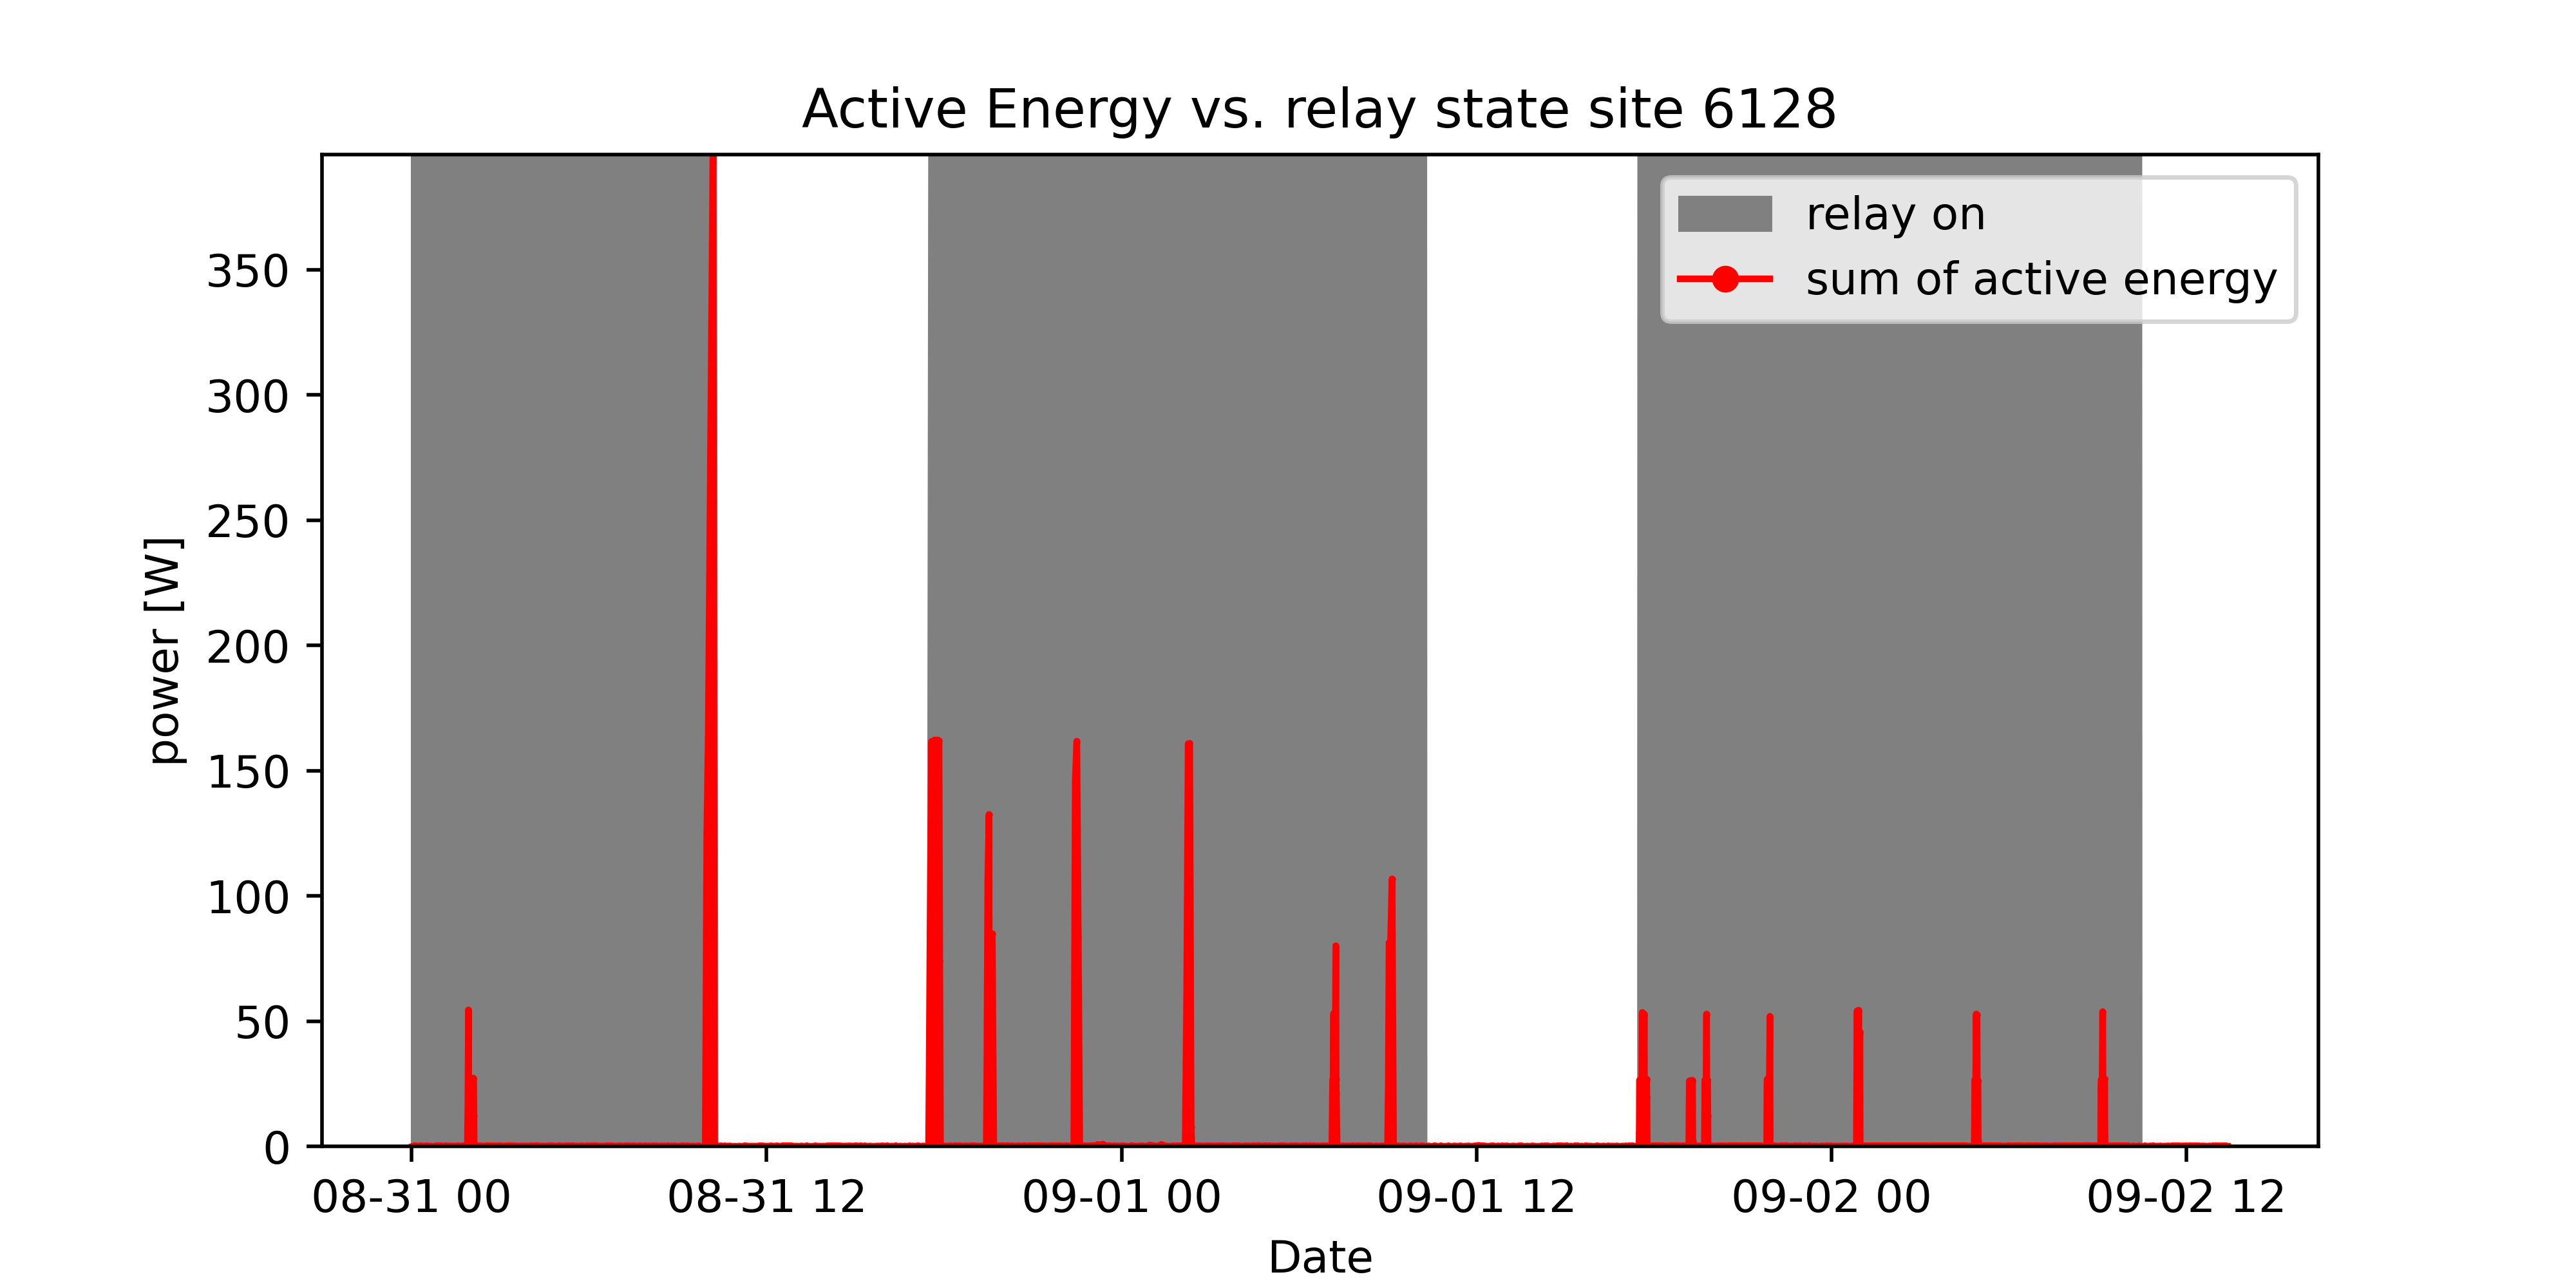 Active Energy vs. relay state site 6128
relay on
sum of active energy
350
300
250
200
150
100
50
0
power [W]
08-31 00 08-31 12 09-01 00 09-01 12 09-02 00 09-02 12
Date